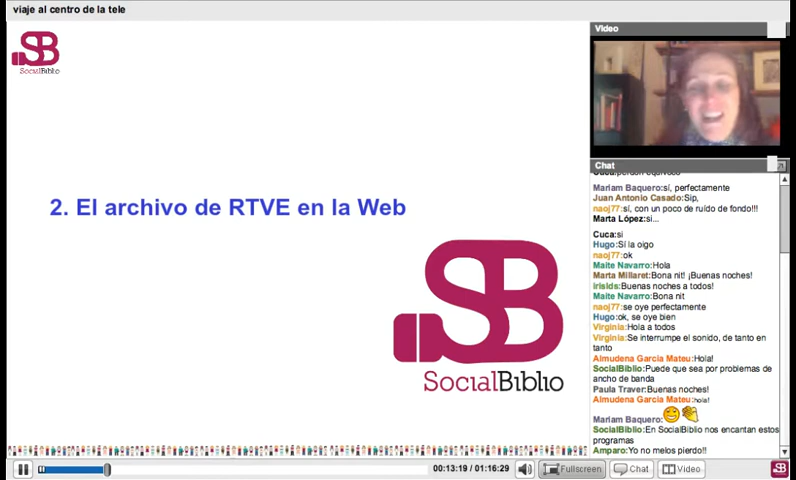 viaje al centro de la tele
SB
SocialBiblio
2. El archivo de RTVE en la Web
SB
SocialBiblio
Video
Chat
Mariam Baquero:sí, perfectamente
Juan Antonio Casado:Sip,
naoj77:sí, con un poco de ruído de fondo!!!
Marta López:si...
Cuca:si
Hugo:Sí la oigo
naoj77:ok
Maite Navarro:Hola
Marta Millaret:Bona nit! ¡Buenas noches!
irislds:Buenas noches a todos!
Maite Navarro:Bona nit
naoj77:se oye perfectamente
Hugo:ok, se oye bien
Virginia:Hola a todos
Virginia:Se interrumpe el sonido, de tanto en
tanto
Almudena Garcia Mateu:Hola!
SocialBiblio:Puede que sea por problemas de
ancho de banda
Paula Traver:Buenas noches!
Almudena Garcia Mateu:hola!
Mariam Baquero:
SocialBiblio:En SocialBiblio nos encantan estos
programas
Amparo:Yo no melos pierdo!!
00:13:19 / 01:16:29
Fullscreen
Chat
Video